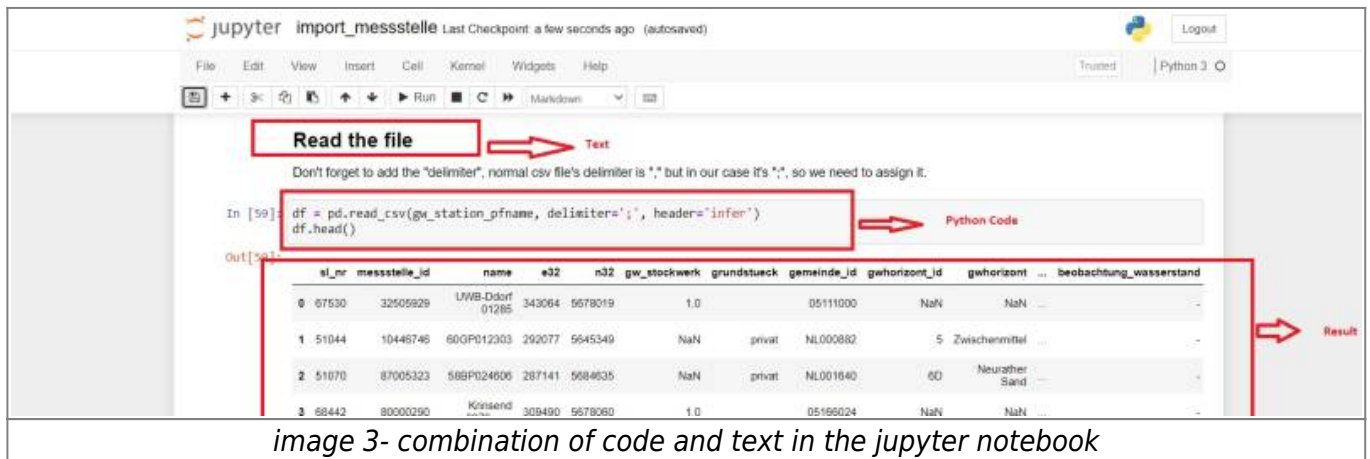 jupyter import_messstelle Last Checkpoint: a few seconds ago (autosaved)
Logout
File Edit View Insert Cell Kernel Widgets Help
Trusted Python 3
Run Markdown
Read the file
Text
Don't forget to add the "delimiter", normal csv file's delimiter is "," but in our case it's ";", so we need to assign it.
In [59]: df = pd.read_csv(gw_station_pfname, delimiter=';', header='infer')
df.head()
Python Code
Out[59]:
sl_nr messstelle_id name e32 n32 gw_stockwerk grundstueck gemeinde_id gwhorizont_id gwhorizont ... beobachtung_wasserstand
0 67530 32505929 UWB-Ddorf 01285 343064 5678019 1.0 05111000 NaN NaN ... -
1 51044 10446746 60GP012303 292077 5645349 NaN privat NL000882 5 Zwischenmittel ... -
2 51070 87005323 58BP024606 287141 5684635 NaN privat NL001640 6D Neurather Sand ... -
3 68442 80000290 Krinsend 309490 5678060 1.0 05166024 NaN NaN ... -
Result
image 3- combination of code and text in the jupyter notebook